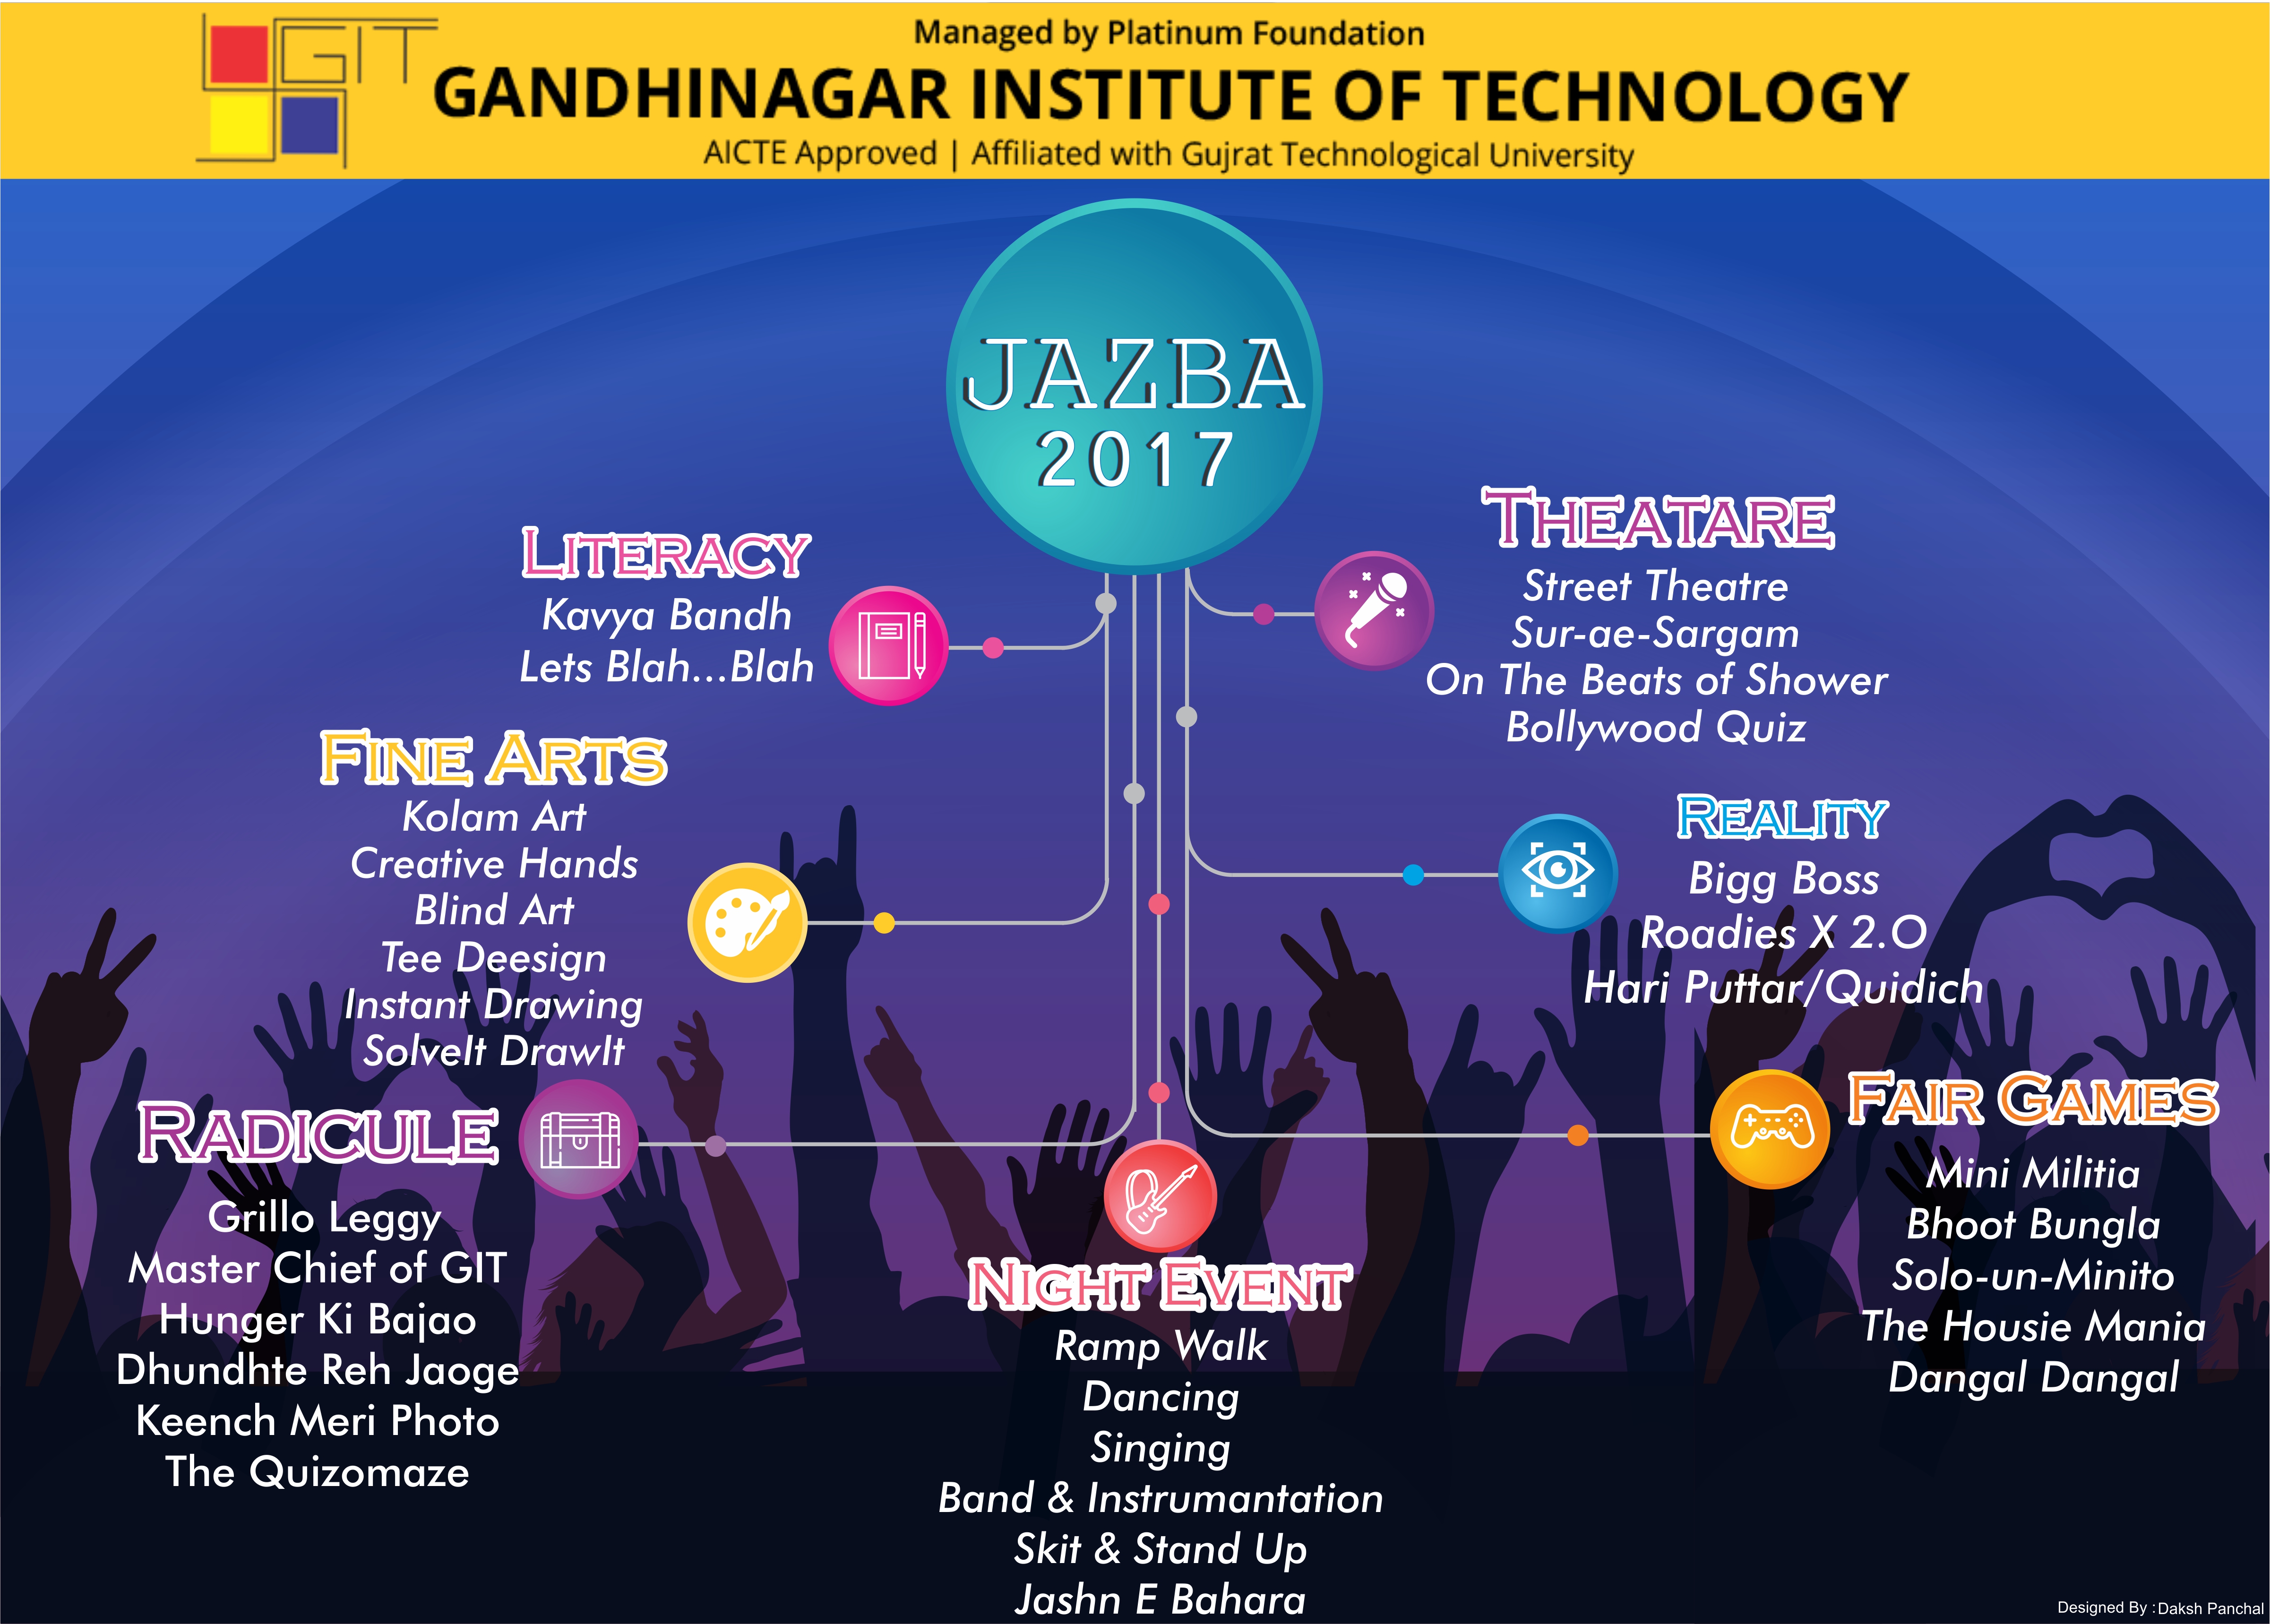 GIT
Managed by Platinum Foundation
GANDHINAGAR INSTITUTE OF TECHNOLOGY
AICTE Approved | Affiliated with Gujrat Technological University
JAZBA
2017
LITERACY
Kavya Bandh
Lets Blah...Blah
THEATARE
Street Theatre
Sur-ae-Sargam
On The Beats of Shower
Bollywood Quiz
FINE ARTS
Kolam Art
Creative Hands
Blind Art
Tee Deesign
Instant Drawing
SolveIt DrawIt
REALITY
Bigg Boss
Roadies X 2.O
Hari Puttar/Quidich
RADICULE
Grillo Leggy
Master Chief of GIT
Hunger Ki Bajao
Dhundhte Reh Jaoge
Keench Meri Photo
The Quizomaze
NIGHT EVENT
Ramp Walk
Dancing
Singing
Band & Instrumantation
Skit & Stand Up
Jashn E Bahara
FAIR GAMES
Mini Militia
Bhoot Bungla
Solo-un-Minito
The Housie Mania
Dangal Dangal
Designed By : Daksh Panchal